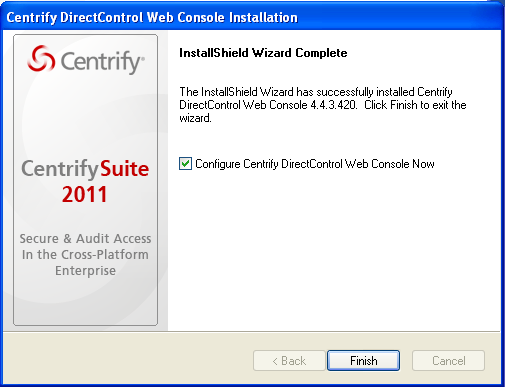 Centrify DirectControl Web Console Installation
Centrify®
CentrifySuite
2011
Secure & Audit Access
In the Cross-Platform
Enterprise
InstallShield Wizard Complete
The InstallShield Wizard has successfully installed Centrify
DirectControl Web Console 4.4.3.420. Click Finish to exit the
wizard.
Configure Centrify DirectControl Web Console Now
< Back
Finish
Cancel